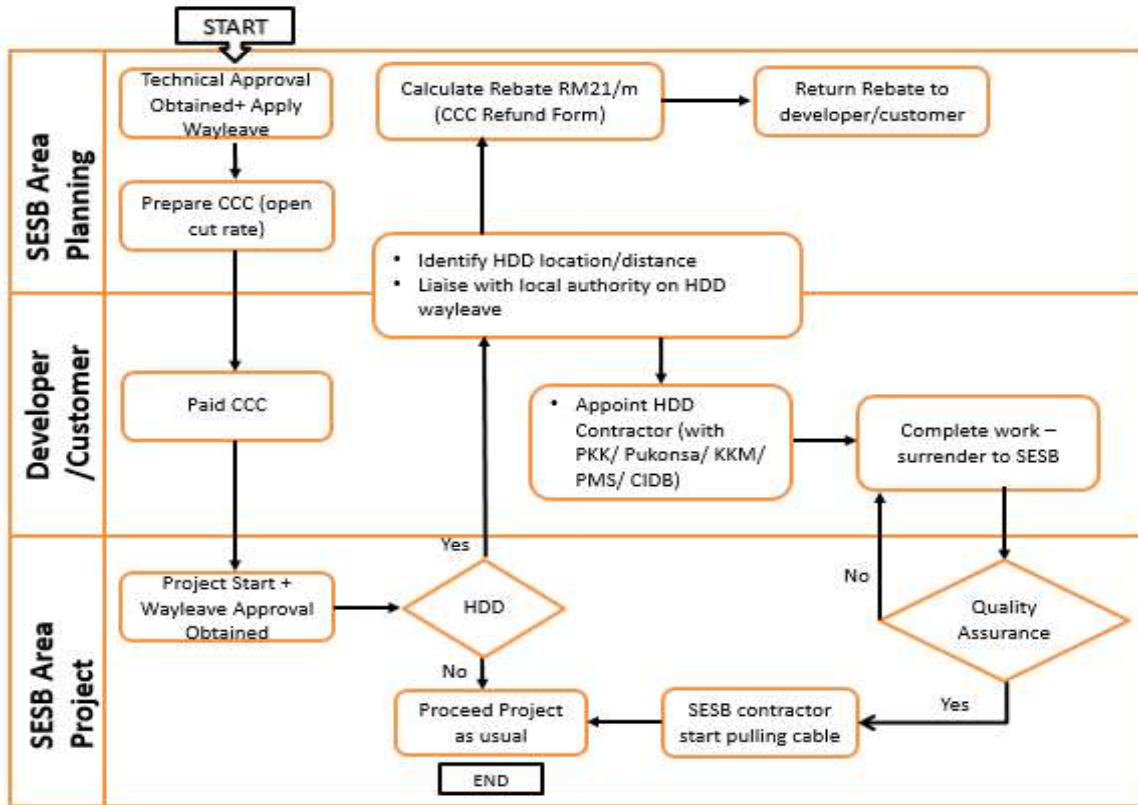 START
SESB Area
Planning
Technical Approval
Obtained+ Apply
Wayleave
Calculate Rebate RM21/m
(CCC Refund Form)
Return Rebate to
developer/customer
Prepare CCC (open
cut rate)
• Identify HDD location/distance
• Liaise with local authority on HDD
wayleave
Developer
/Customer
Paid CCC
• Appoint HDD
Contractor (with
PKK/ Pukonsa/ KKM/
PMS/ CIDB)
Complete work –
surrender to SESB
SESB Area
Project
Project Start +
Wayleave Approval
Obtained
Yes
HDD
No
No
Quality
Assurance
Yes
Proceed Project
as usual
SESB contractor
start pulling cable
END